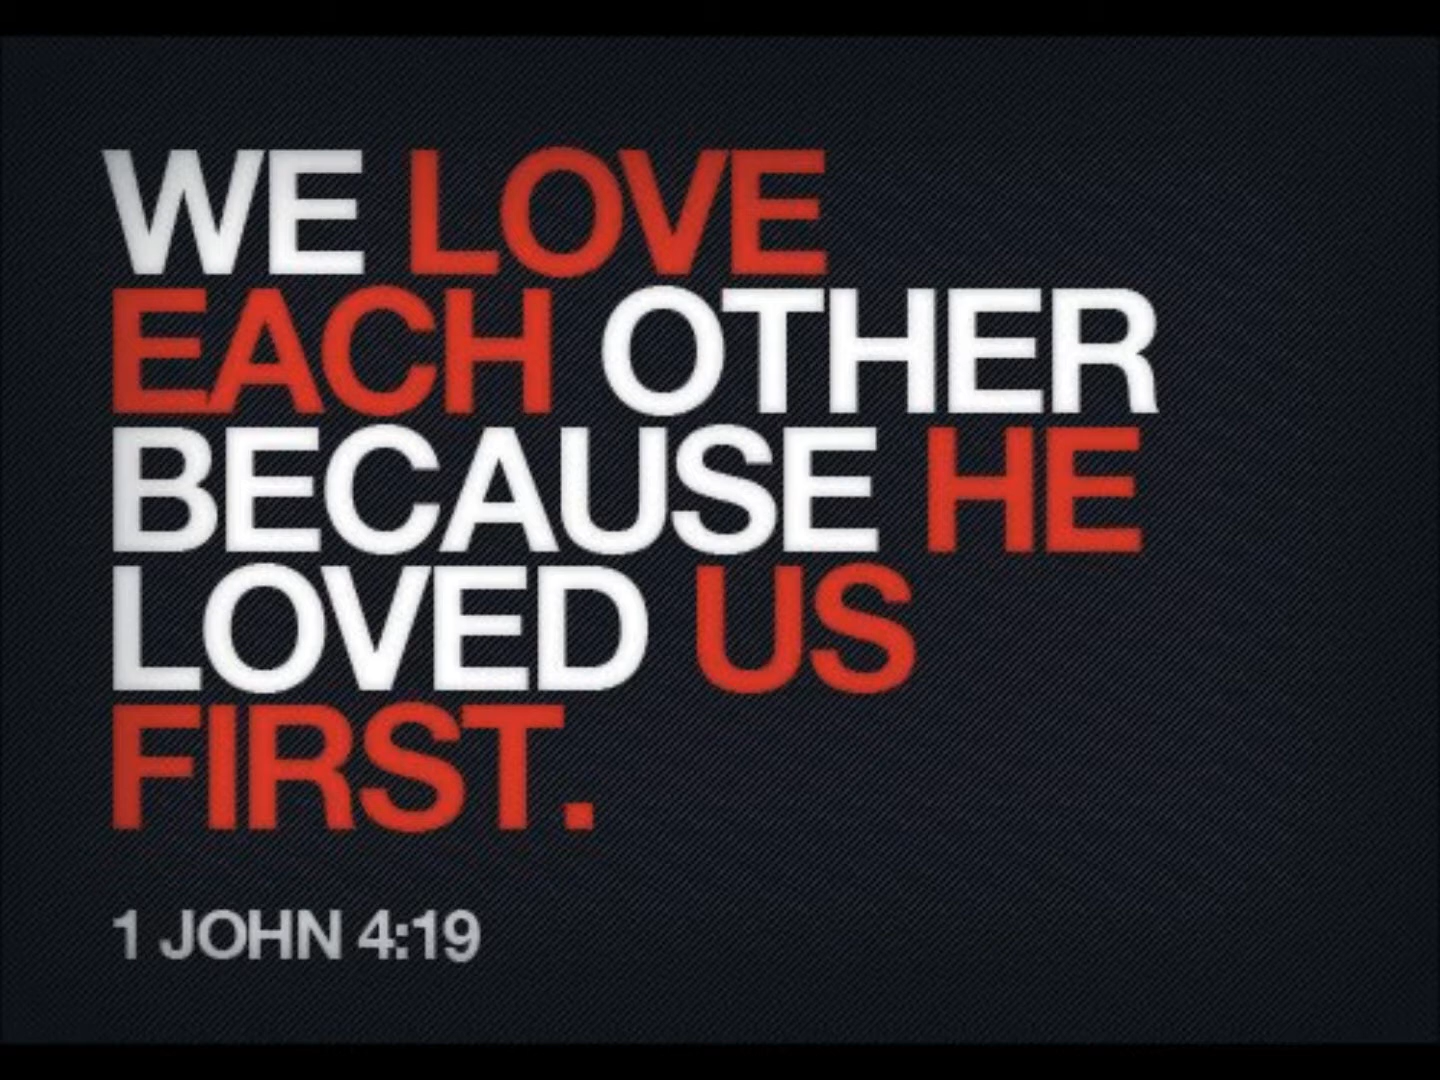 WE LOVE
EACH OTHER
BECAUSE HE
LOVED US
FIRST.
1 JOHN 4:19